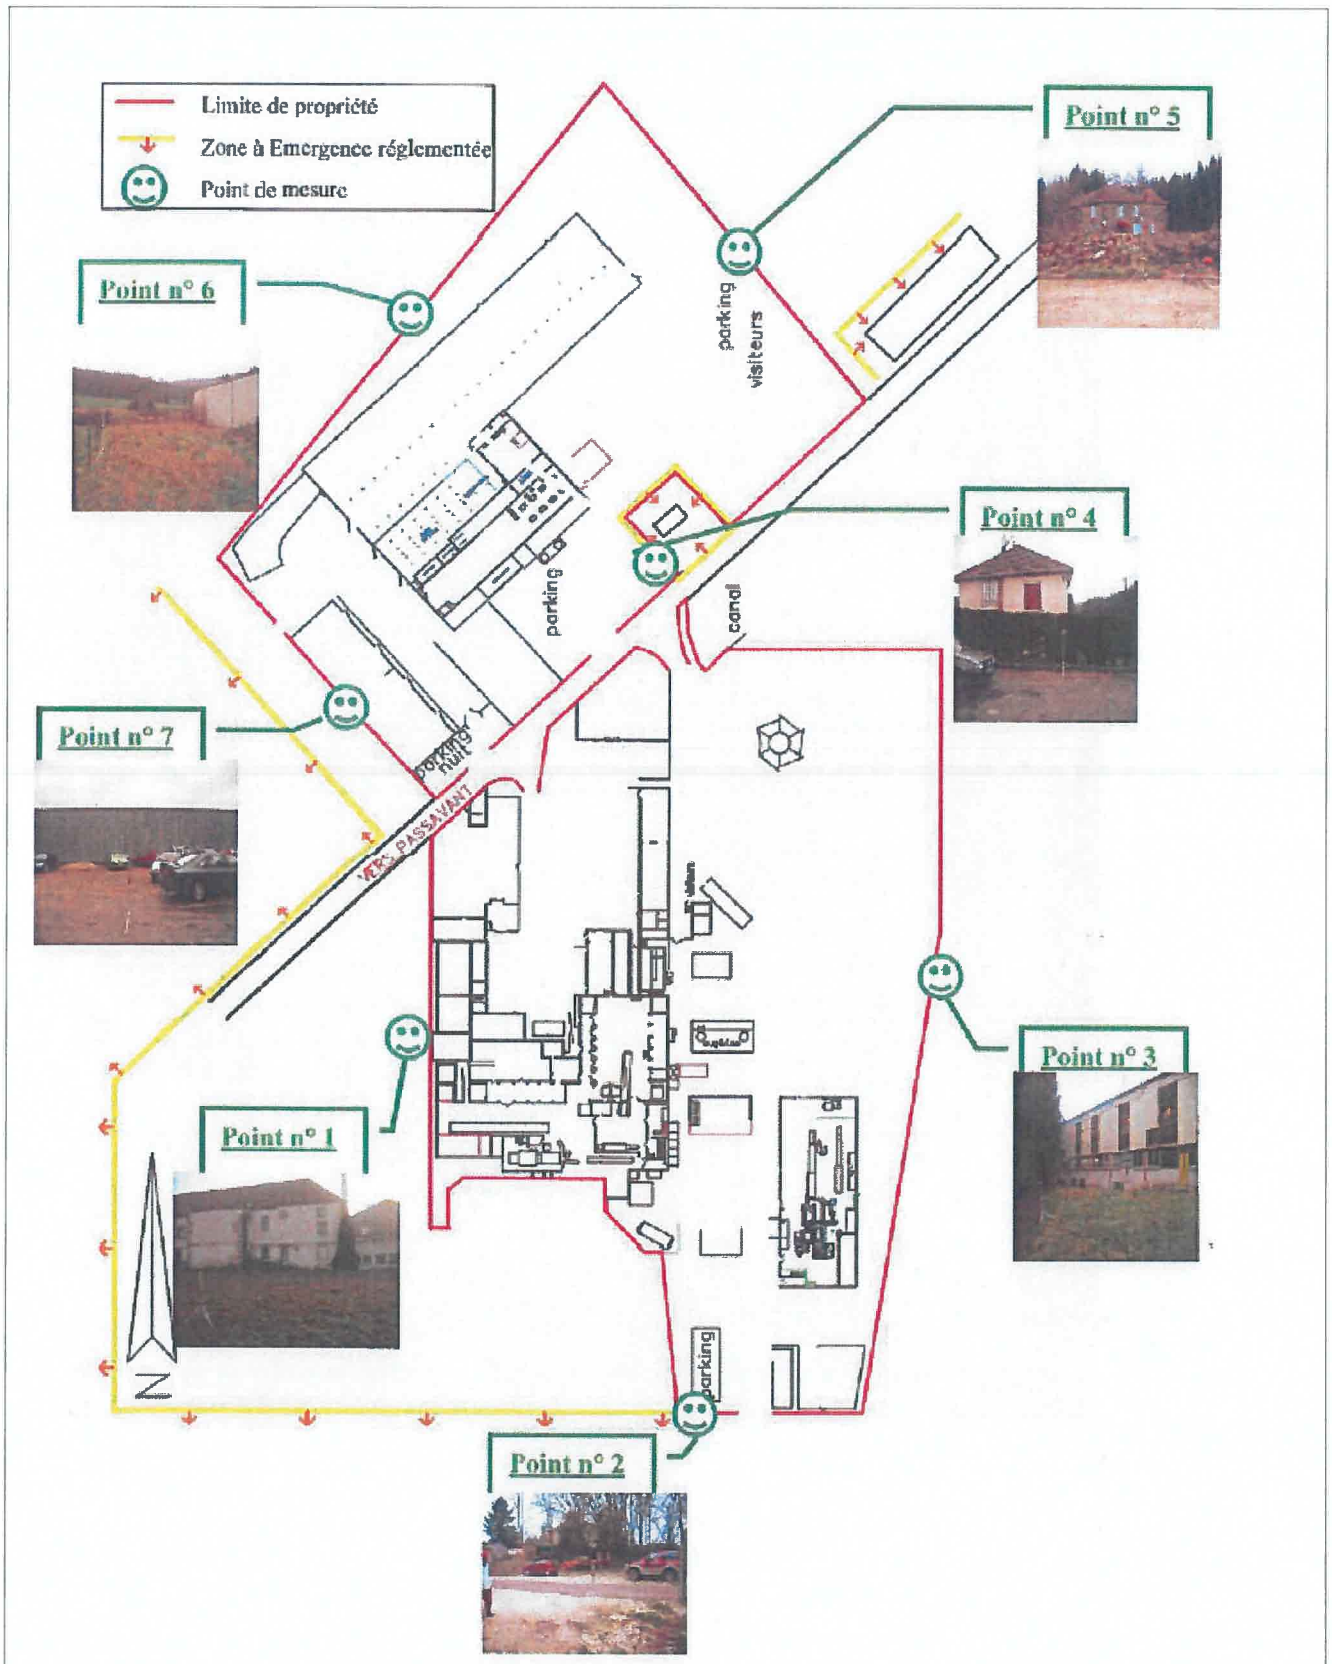 Limite de propriété
Zone à Emergence réglementée
Point de mesure
Point n° 5
Point n° 6
parking
visiteurs
Point n° 4
parking
canal
Point n° 7
parking
nuit
VERS PASSAVANT
Point n° 3
Point n° 1
N
parking
Point n° 2